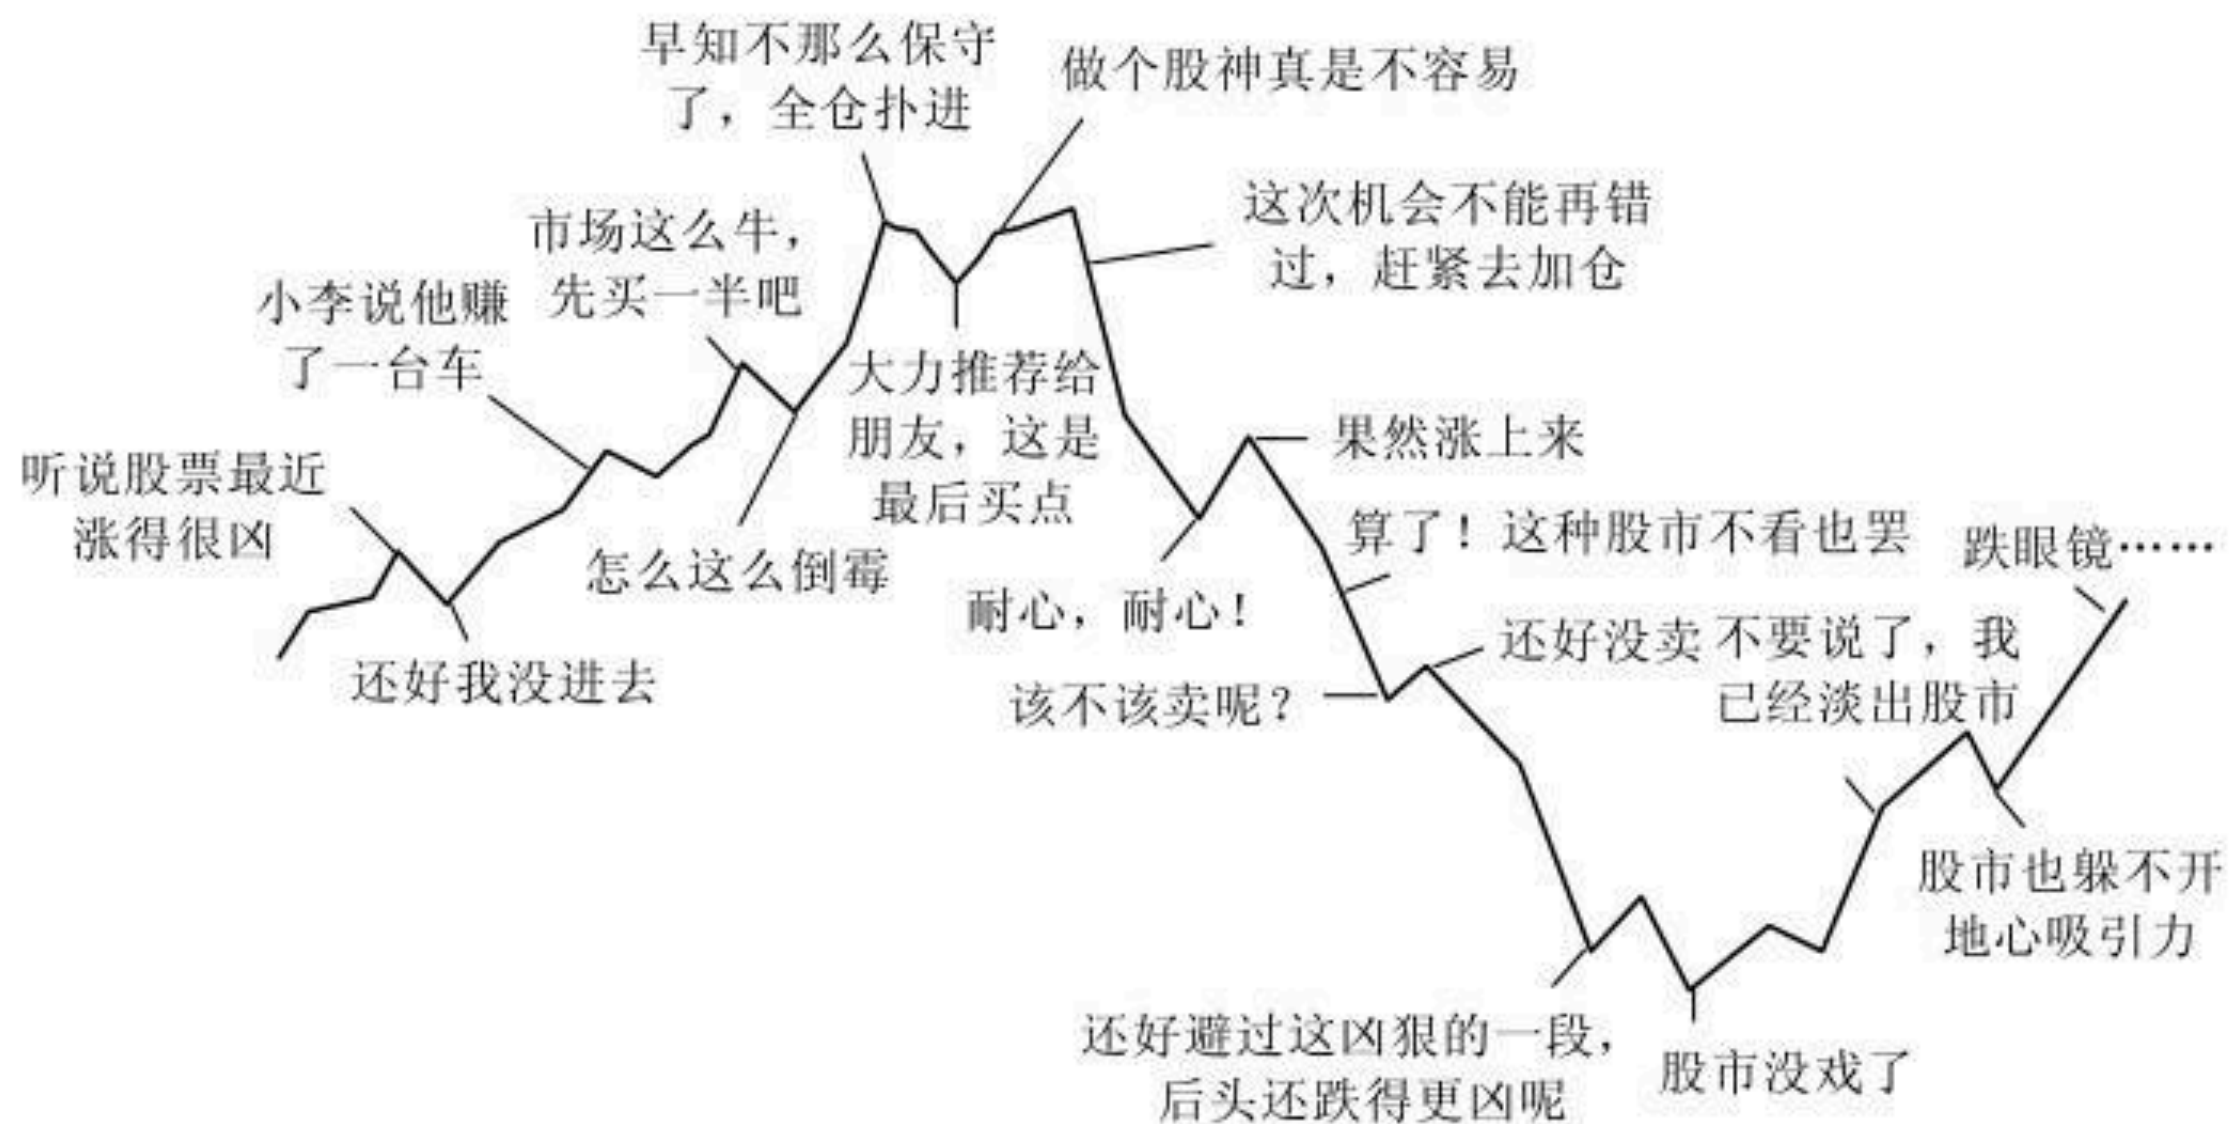 听说股票最近
涨得很凶
还好我没进去
小李说他赚
了一台车
市场这么牛，
先买一半吧
怎么这么倒霉
早知不那么保守
了，全仓扑进
大力推荐给
朋友，这是
最后买点
做个股神真是不容易
这次机会不能再错
过，赶紧去加仓
耐心，耐心！
果然涨上来
算了！这种股市不看也罢
该不该卖呢？
还好没卖
还好避过这凶狠的一段，
后头还跌得更凶呢
股市没戏了
不要说了，我
已经淡出股市
股市也躲不开
地心吸引力
跌眼镜……